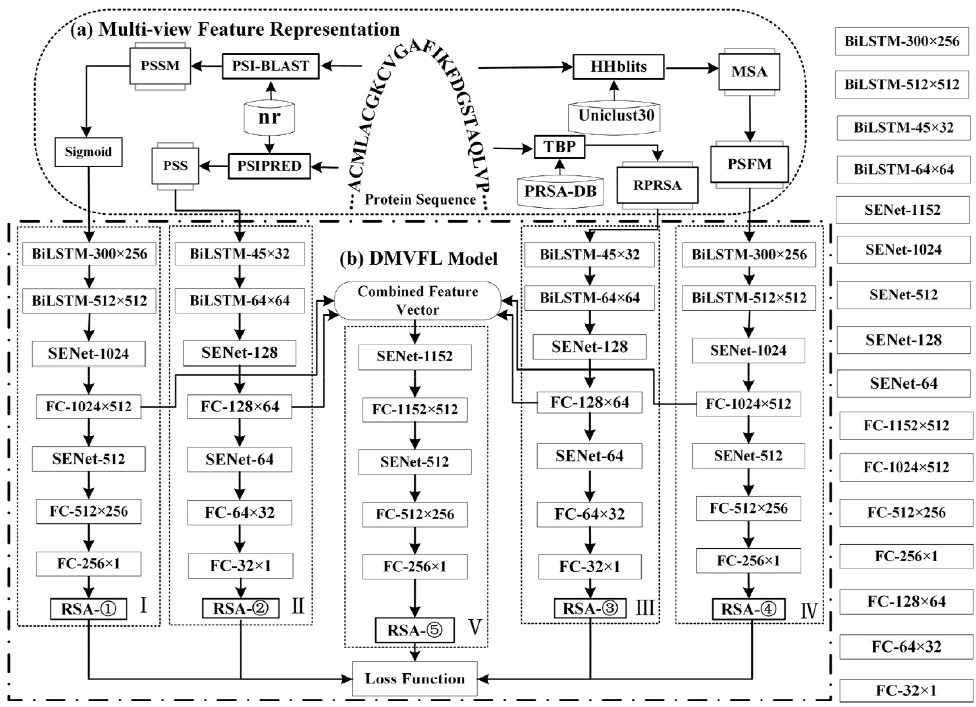 (a) Multi-view Feature Representation
PSSM
PSI-BLAST
nr
Sigmoid
PSS
PSIPRED
ACMLACGKCVGAFIKFDGSTAQLVP
Protein Sequence
HHblits
MSA
Uniclust30
TBP
PRSA-DB
RPRSA
PSFM
(b) DMVFL Model
BiLSTM-300×256
BiLSTM-512×512
SENet-1024
FC-1024×512
SENet-512
FC-512×256
FC-256×1
RSA-①
I
BiLSTM-45×32
BiLSTM-64×64
SENet-128
FC-128×64
SENet-64
FC-64×32
FC-32×1
RSA-②
II
Combined Feature
Vector
SENet-1152
FC-1152×512
SENet-512
FC-512×256
FC-256×1
RSA-⑤
V
Loss Function
BiLSTM-45×32
BiLSTM-64×64
SENet-128
FC-128×64
SENet-64
FC-64×32
FC-32×1
RSA-③
III
BiLSTM-300×256
BiLSTM-512×512
SENet-1024
FC-1024×512
SENet-512
FC-512×256
FC-256×1
RSA-④
IV
BiLSTM-300×256
BiLSTM-512×512
BiLSTM-45×32
BiLSTM-64×64
SENet-1152
SENet-1024
SENet-512
SENet-128
SENet-64
FC-1152×512
FC-1024×512
FC-512×256
FC-256×1
FC-128×64
FC-64×32
FC-32×1